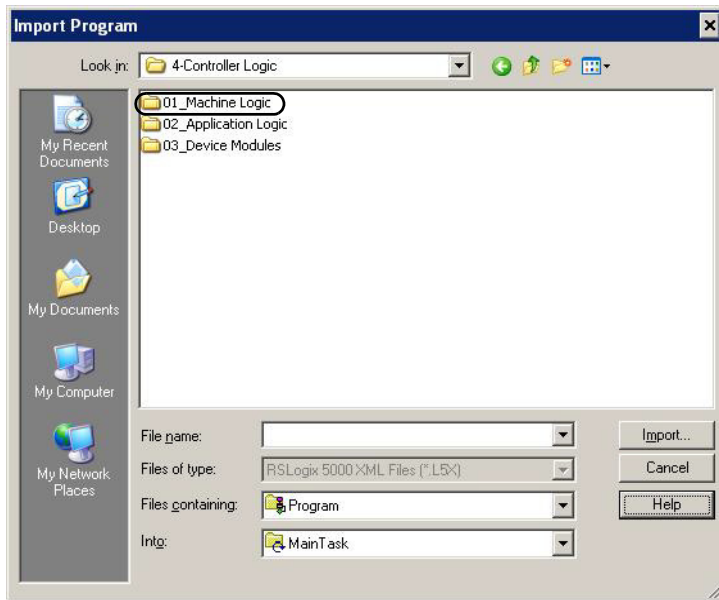 Import Program
Look in:
4-Controller Logic
01_Machine Logic
02_Application Logic
03_Device Modules
My Recent
Documents
Desktop
My Documents
My Computer
My Network
Places
File name:
Import...
Files of type:
RSLogix 5000 XML Files (*.L5X)
Cancel
Files containing:
Program
Help
Into:
MainTask